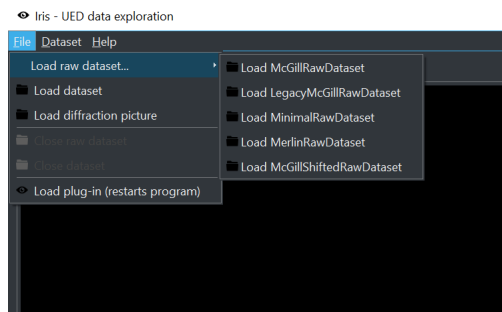 Iris - UED data exploration
File Dataset Help
Load raw dataset...
Load dataset
Load diffraction picture
Close raw dataset
Close dataset
Load plug-in (restarts program)
Load McGillRawDataset
Load LegacyMcGillRawDataset
Load MinimalRawDataset
Load MerlinRawDataset
Load McGillShiftedRawDataset